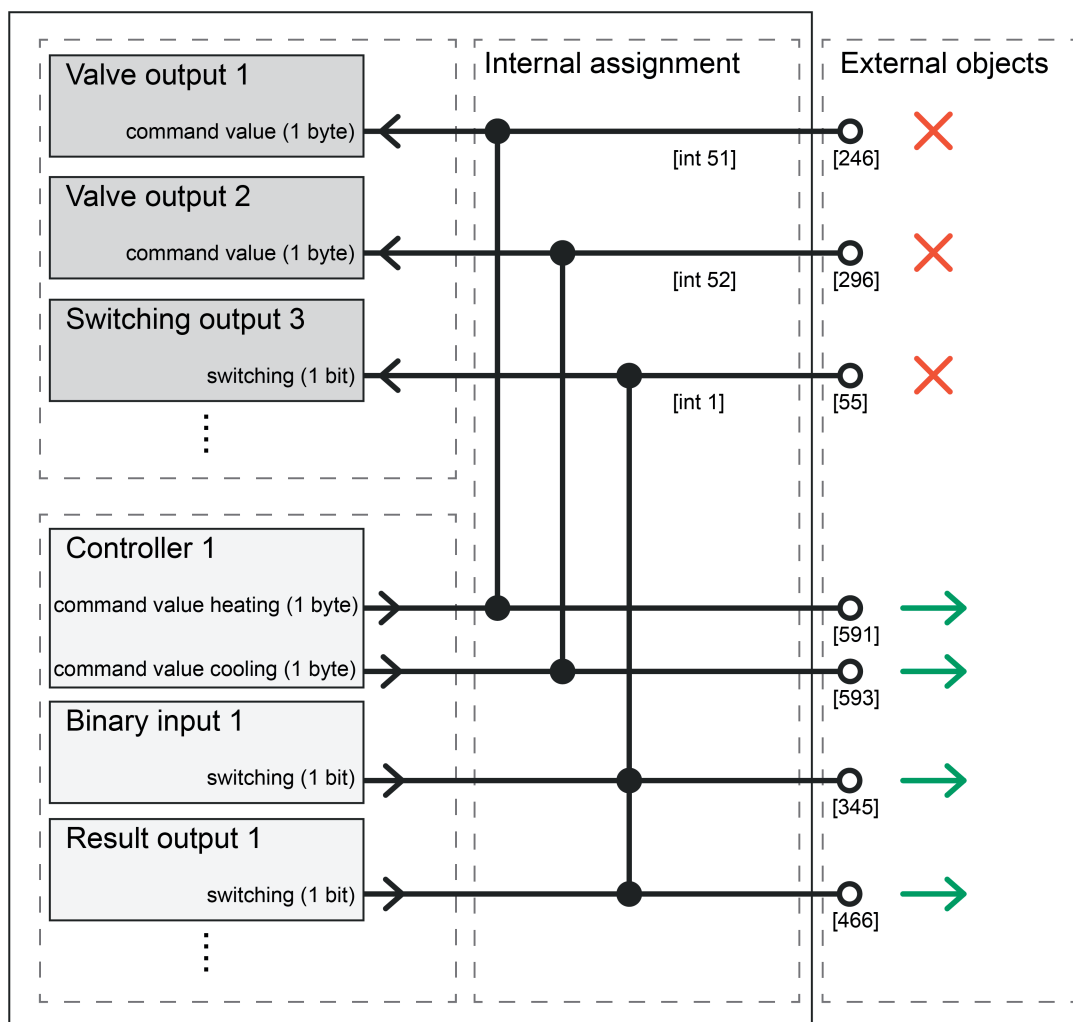 Valve output 1
command value (1 byte)
Valve output 2
command value (1 byte)
Switching output 3
switching (1 bit)
Internal assignment
External objects
[int 51]
[246]
[int 52]
[296]
[int 1]
[55]
Controller 1
command value heating (1 byte)
[591]
command value cooling (1 byte)
[593]
Binary input 1
switching (1 bit)
[345]
Result output 1
switching (1 bit)
[466]